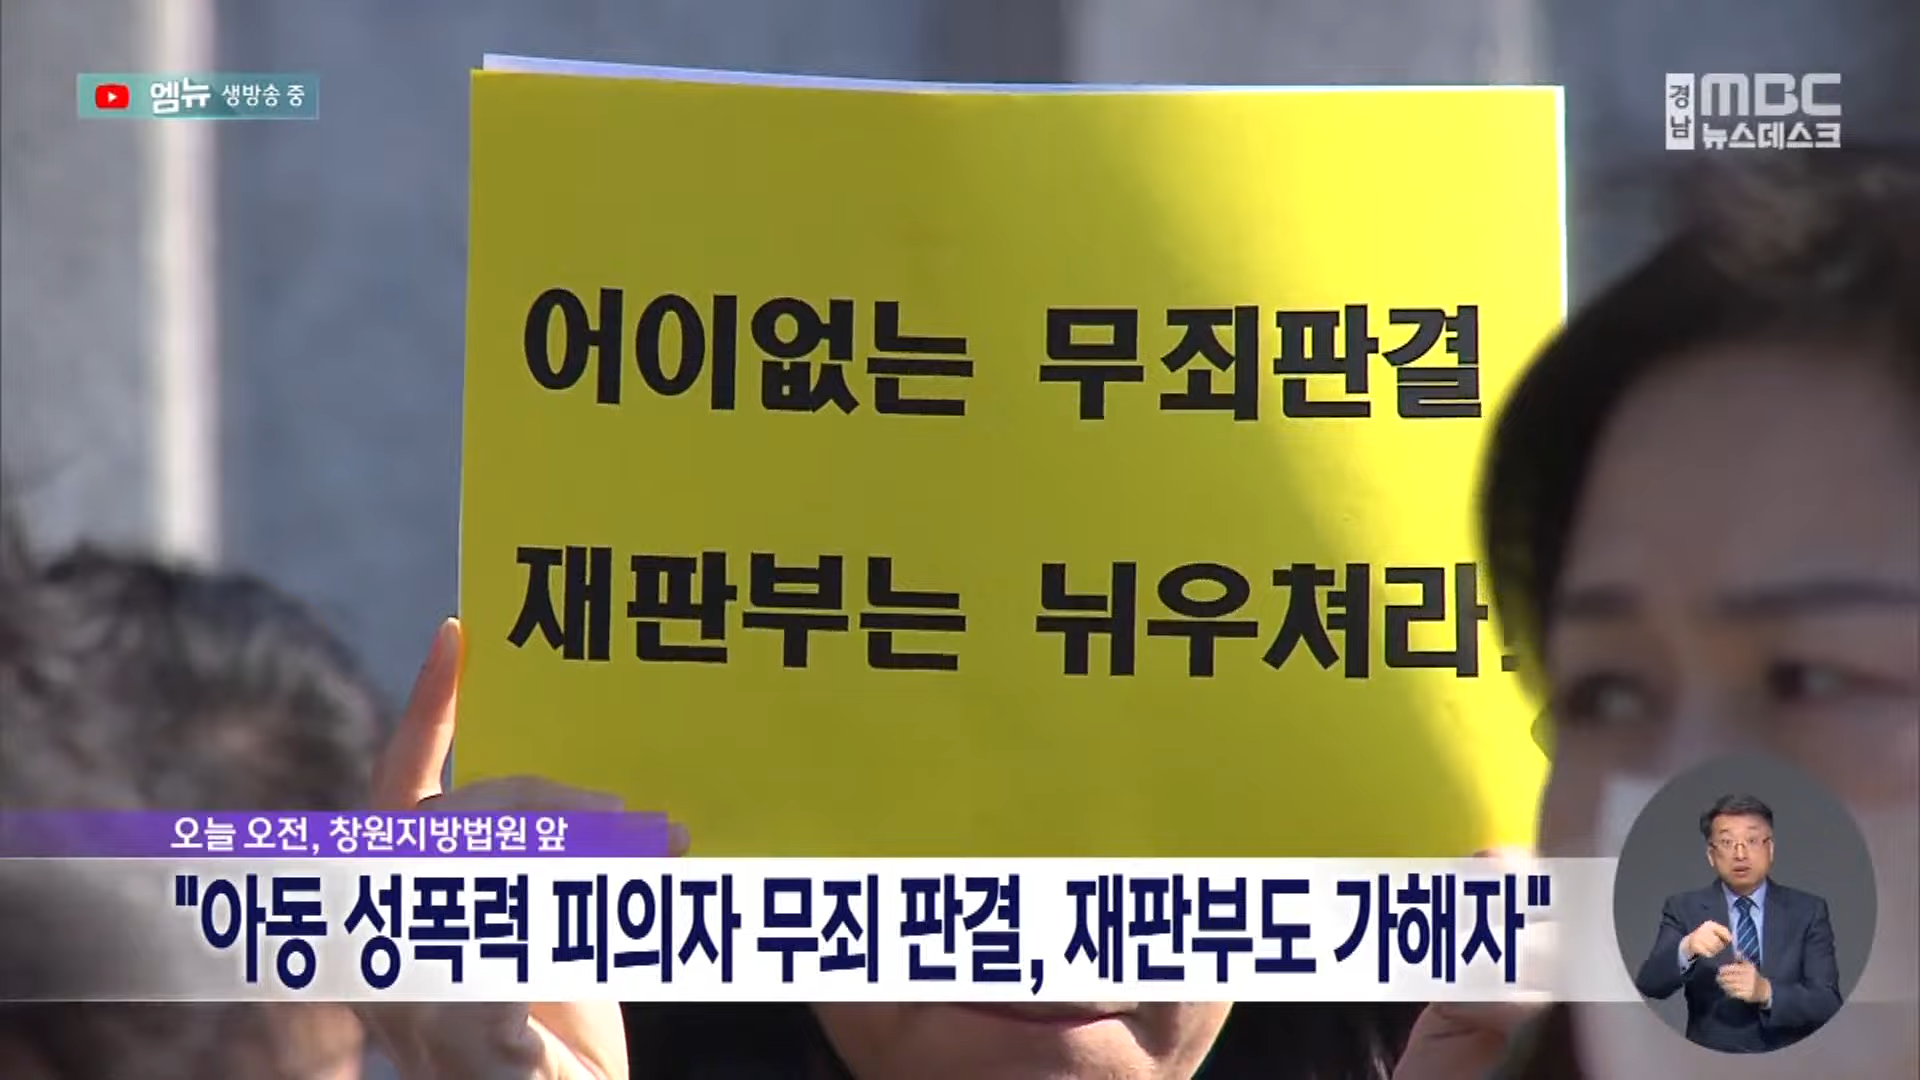 엠뉴 생방송 중
경남 MBC
뉴스데스크
어이없는 무죄판결
재판부는 뉘우쳐라!
오늘 오전, 창원지방법원 앞
"아동 성폭력 피의자 무죄 판결, 재판부도 가해자"